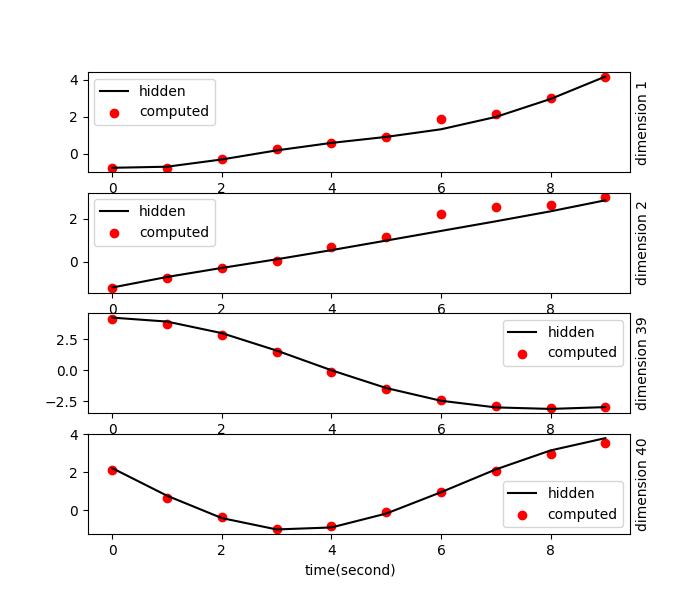 4
2
0
hidden
computed
dimension 1
0 2 4 6 8
2
0
hidden
computed
dimension 2
0 2 4 6 8
2.5
0.0
−2.5
hidden
computed
dimension 39
0 2 4 6 8
4
2
0
hidden
computed
dimension 40
0 2 4 6 8
time(second)